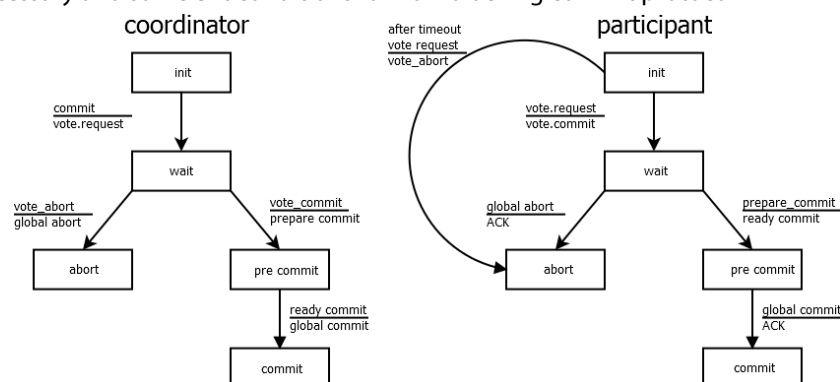 coordinator
init
commit
vote.request
wait
vote_abort
global abort
vote_commit
prepare commit
abort
pre commit
ready commit
global commit
commit
participant
after timeout
vote request
vote_abort
init
vote.request
vote.commit
wait
global abort
ACK
prepare_commit
ready commit
abort
pre commit
global commit
ACK
commit